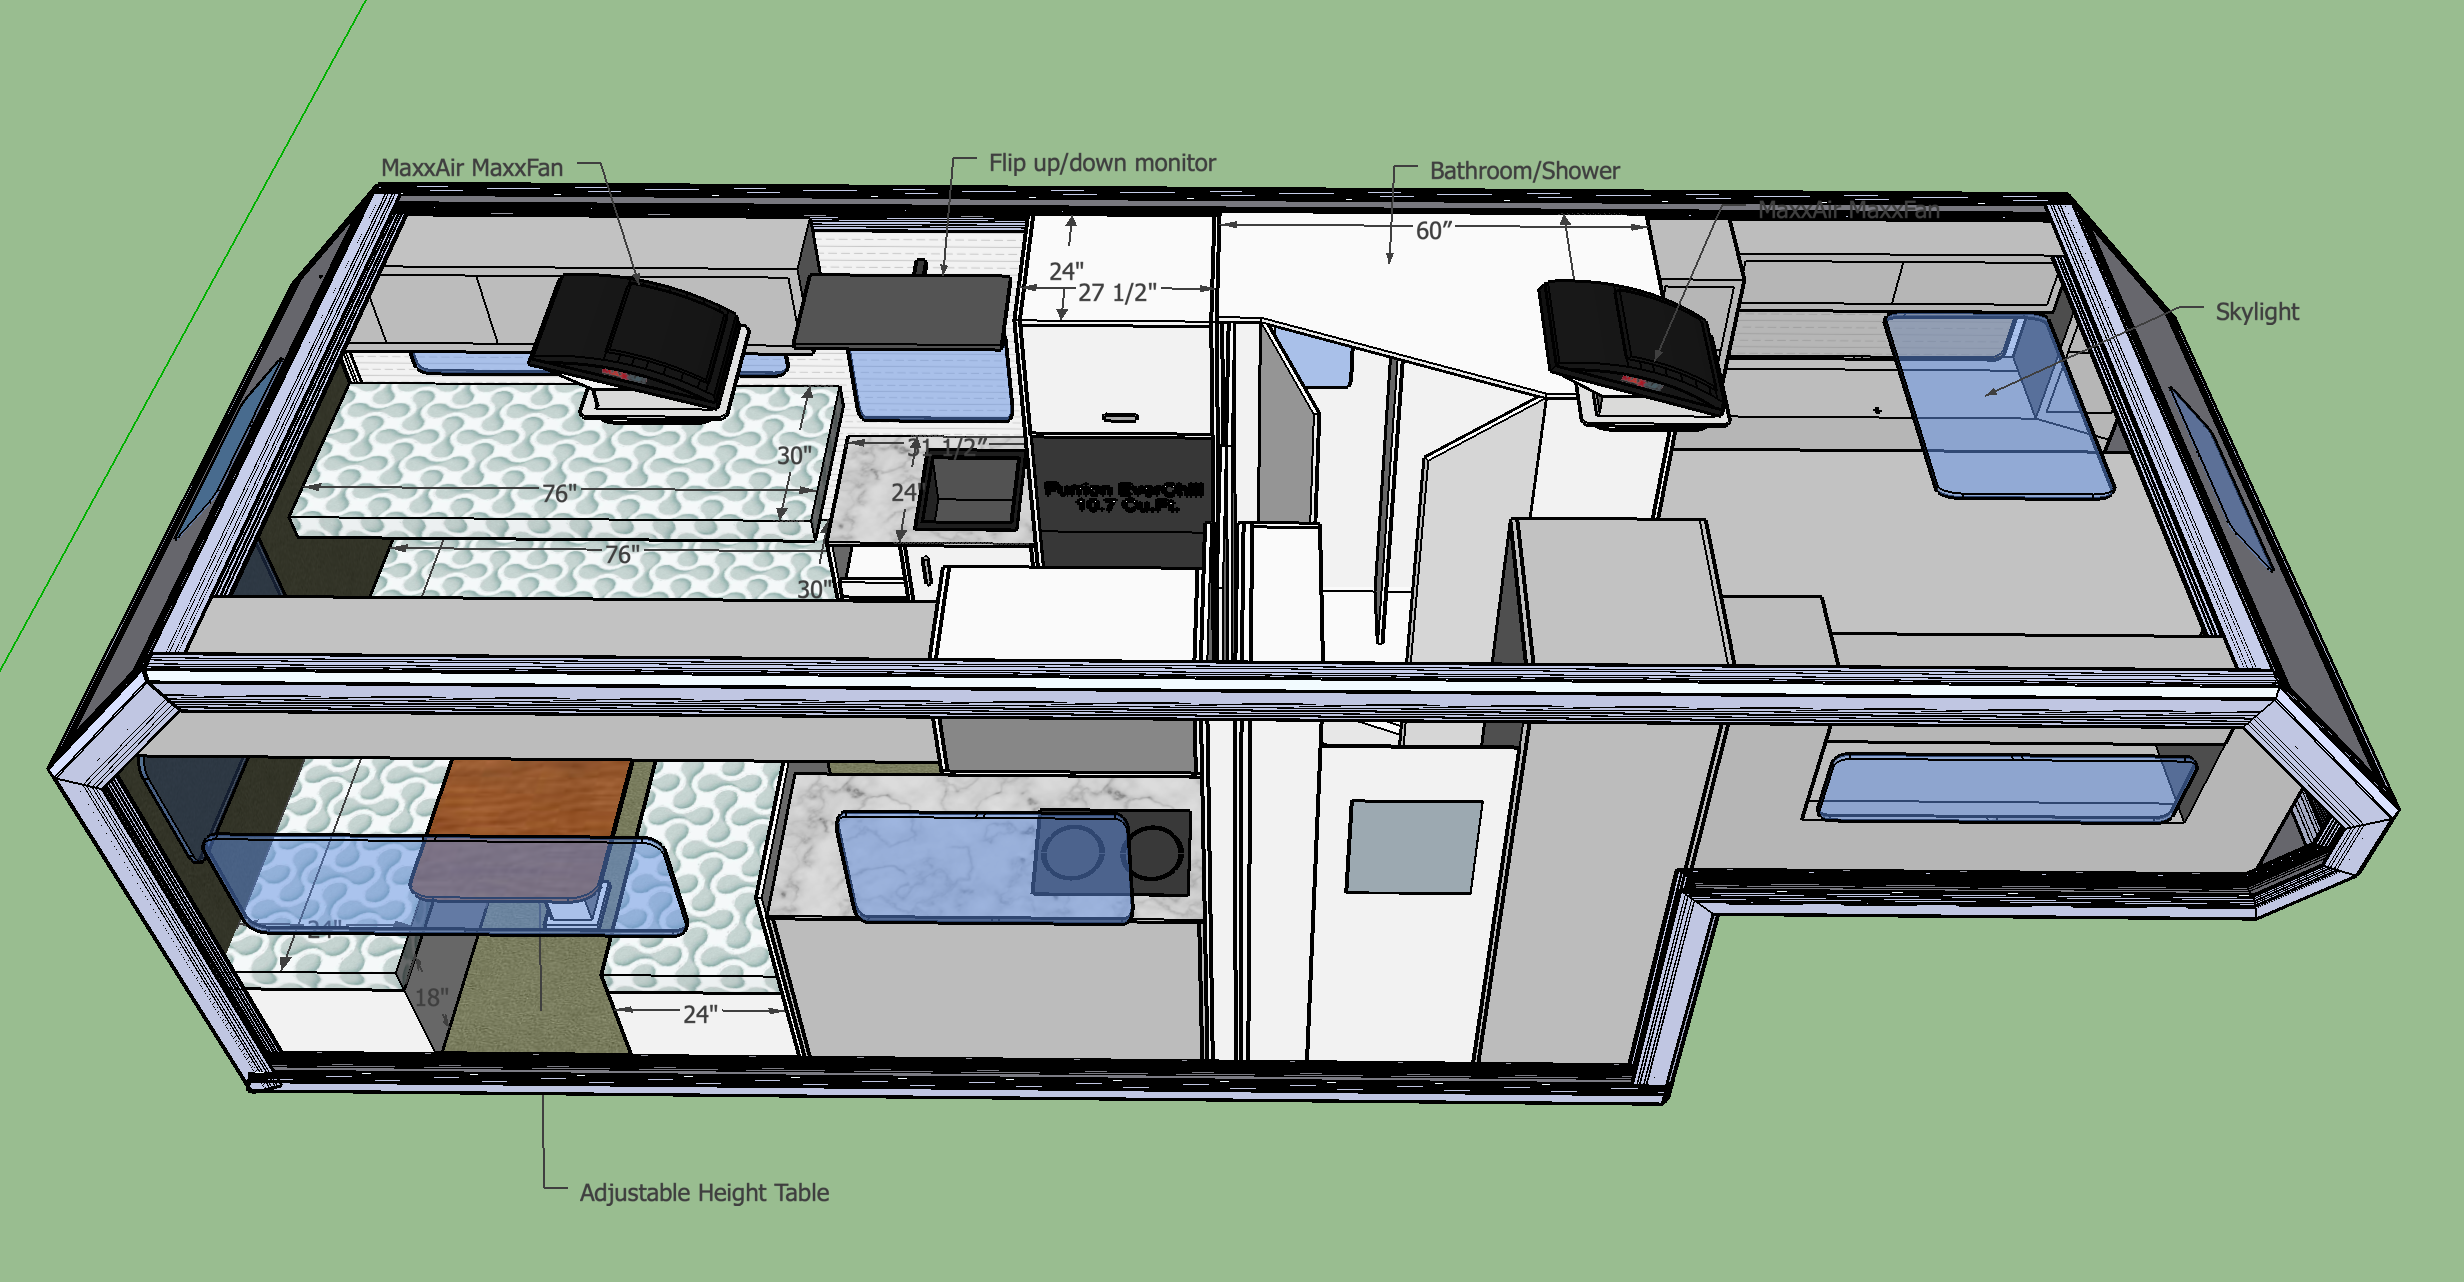 MaxxAir MaxxFan
Flip up/down monitor
Bathroom/Shower
MaxxAir MaxxFan
60”
24"
27 1/2"
Skylight
31 1/2”
30"
76"
24"
Furrion EverChill
10.7 Cu.Ft.
76"
30"
24"
18"
24"
Adjustable Height Table